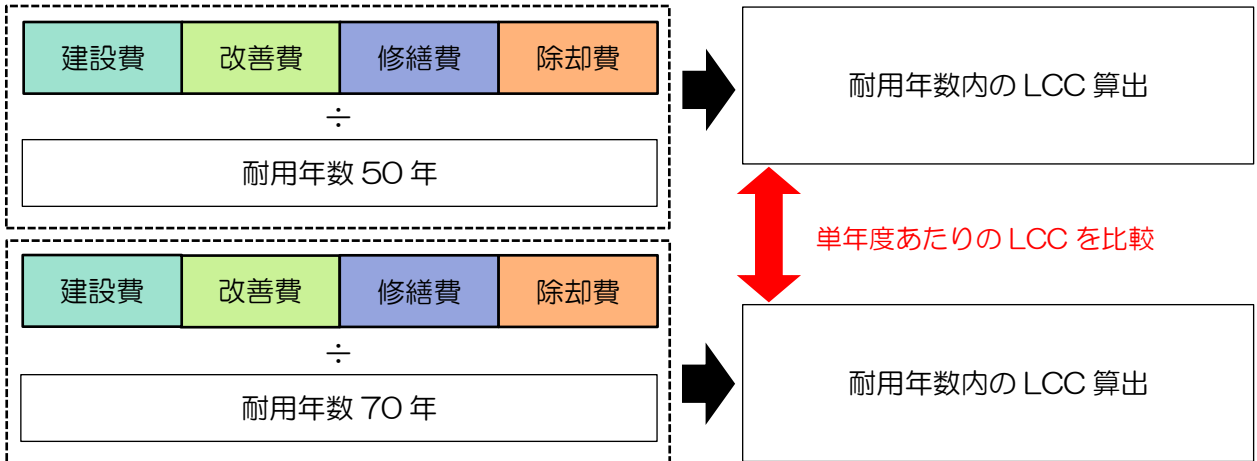 建設費 改善費 修繕費 除却費
÷
耐用年数 50 年
耐用年数内の LCC 算出
単年度あたりの LCC を比較
建設費 改善費 修繕費 除却費
÷
耐用年数 70 年
耐用年数内の LCC 算出